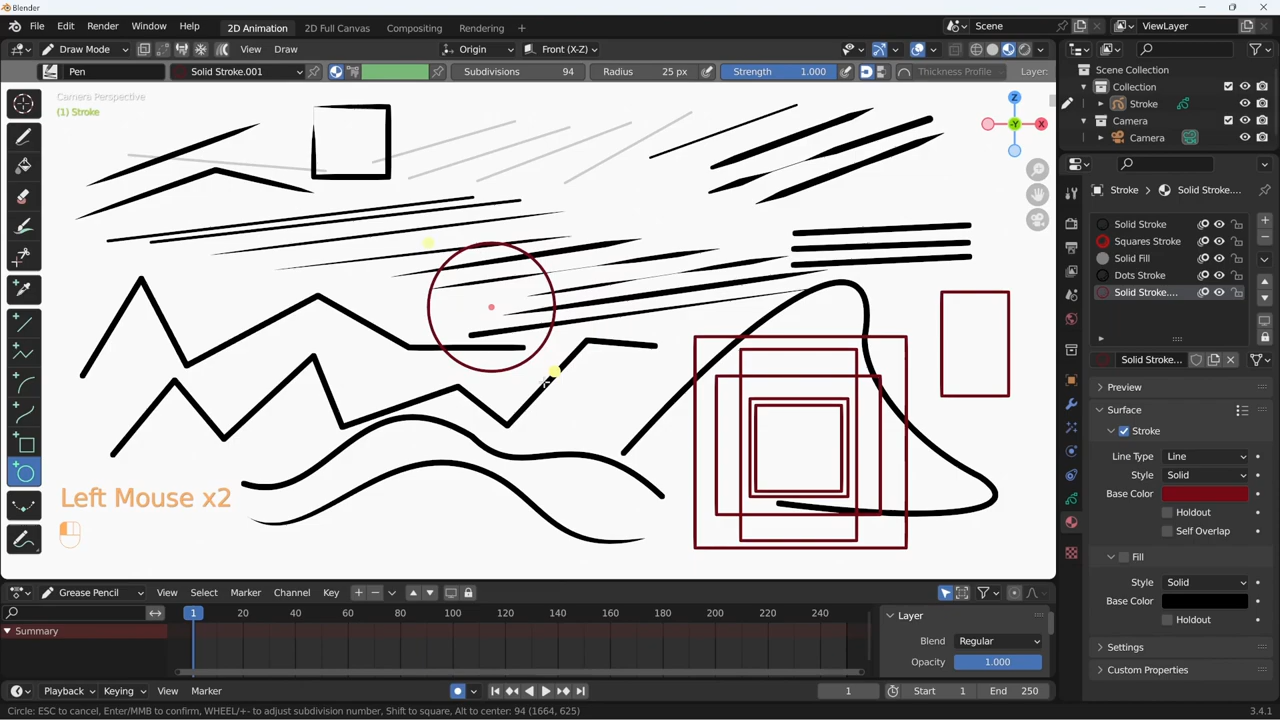 Blender
File Edit Render Window Help 2D Animation 2D Full Canvas Compositing Rendering + Scene ViewLayer
Draw Mode View Draw Origin Front (X-Z)
Pen Solid Stroke.001 Subdivisions 94 Radius 25 px Strength 1.000 Thickness Profile Layer:
Camera Perspective
(1) Stroke
Z
Y
X
Left Mouse x2
Scene Collection
Collection
Stroke
Camera
Camera
Stroke Solid Stroke....
Solid Stroke
Squares Stroke
Solid Fill
Dots Stroke
Solid Stroke....
Solid Stroke...
Preview
Surface
Stroke
Line Type Line
Style Solid
Base Color
Holdout
Self Overlap
Fill
Style Solid
Base Color
Holdout
Settings
Custom Properties
Grease Pencil View Select Marker Channel Key
1 20 40 60 80 100 120 140 160 180 200 220 240
Summary
Layer
Blend Regular
Opacity 1.000
Playback Keying View Marker 1 Start 1 End 250
Circle: ESC to cancel, Enter/MMB to confirm, WHEEL/+- to adjust subdivision number, Shift to square, Alt to center: 94 (1664, 625) 3.4.1